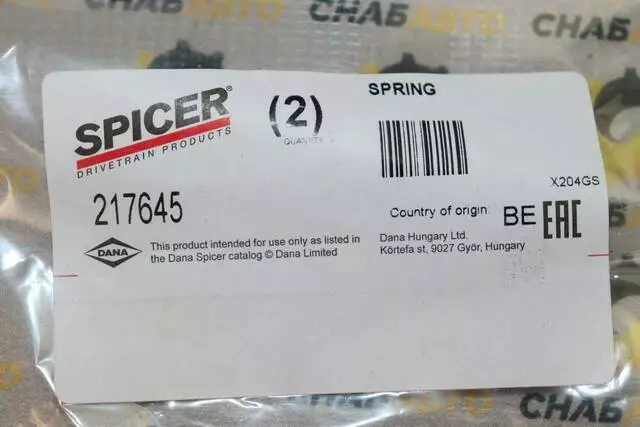 СНАБАВТО
СНАБ
SPICER®
DRIVETRAIN PRODUCTS
(2)
QUANTITY
SPRING
X204GS
217645
Country of origin
BE
EAC
DANA
This product intended for use only as listed in
the Dana Spicer catalog © Dana Limited
Dana Hungary Ltd.
Körtefa st, 9027 Győr, Hungary
СНАБ